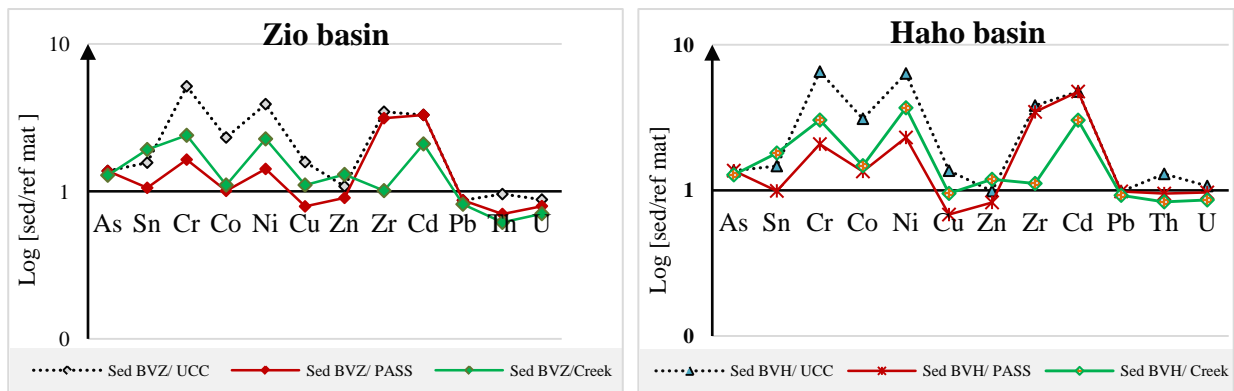 Zio basin
10
1
0
Log [sed/ref mat)
As Sn Cr Co Ni Cu Zn Zr Cd Pb Th U
Sed BVZ/ UCC Sed BVZ/ PASS Sed BVZ/Creek
Haho basin
10
1
0
Log [sed/ref mat)
As Sn Cr Co Ni Cu Zn Zr Cd Pb Th U
Sed BVH/ UCC Sed BVH/ PASS Sed BVH/ Creek